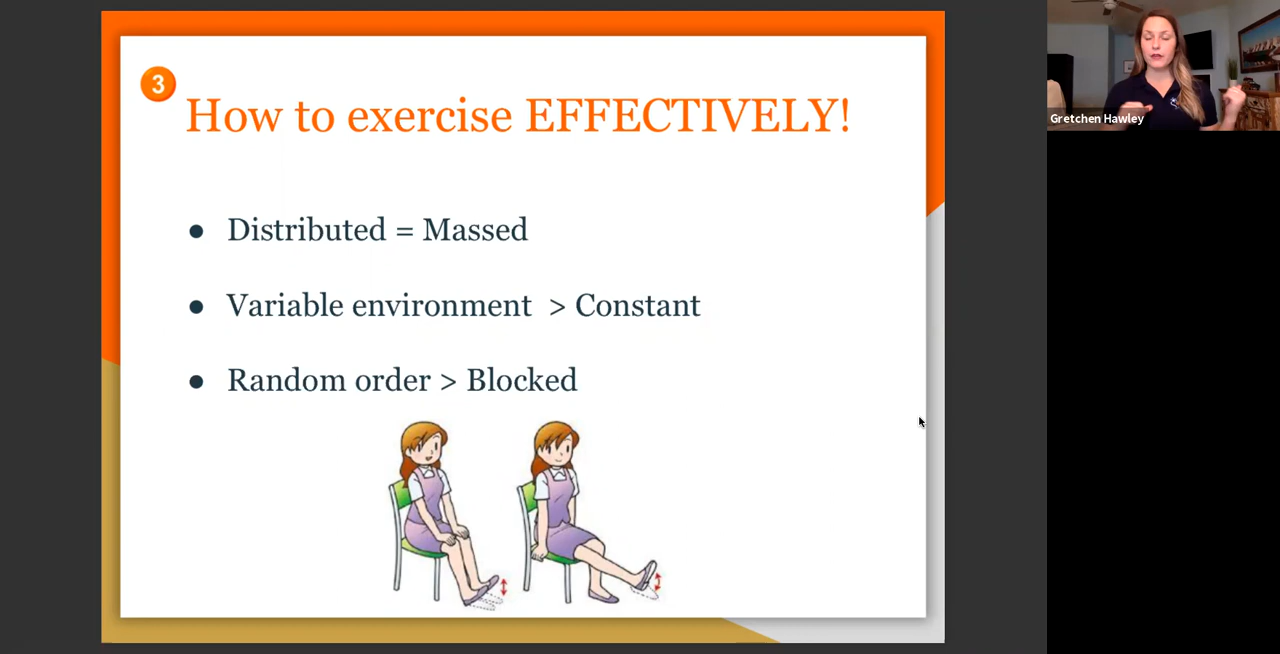 3
How to exercise EFFECTIVELY!
● Distributed = Massed
● Variable environment > Constant
● Random order > Blocked
Gretchen Hawley